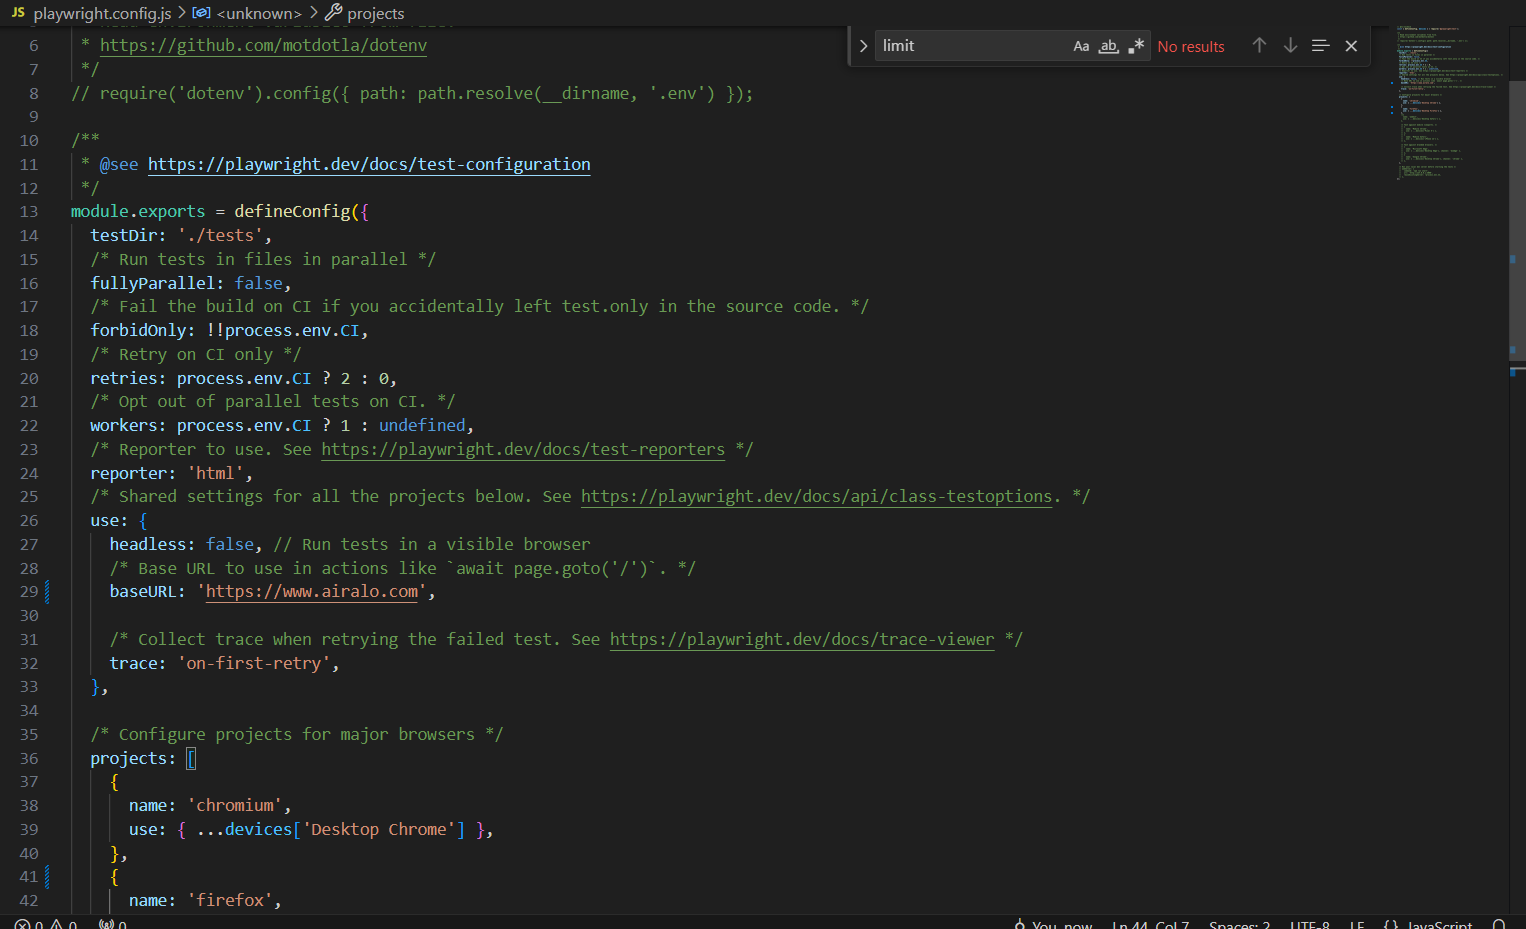 JS playwright.config.js > <unknown> > projects
limit Aa ab .* No results
6 * https://github.com/motdotla/dotenv
7 */
8 // require('dotenv').config({ path: path.resolve(__dirname, '.env') });
9
10 /**
11 * @see https://playwright.dev/docs/test-configuration
12 */
13 module.exports = defineConfig({
14 testDir: './tests',
15 /* Run tests in files in parallel */
16 fullyParallel: false,
17 /* Fail the build on CI if you accidentally left test.only in the source code. */
18 forbidOnly: !!process.env.CI,
19 /* Retry on CI only */
20 retries: process.env.CI ? 2 : 0,
21 /* Opt out of parallel tests on CI. */
22 workers: process.env.CI ? 1 : undefined,
23 /* Reporter to use. See https://playwright.dev/docs/test-reporters */
24 reporter: 'html',
25 /* Shared settings for all the projects below. See https://playwright.dev/docs/api/class-testoptions. */
26 use: {
27 headless: false, // Run tests in a visible browser
28 /* Base URL to use in actions like `await page.goto('/')`. */
29 baseURL: 'https://www.airalo.com',
30
31 /* Collect trace when retrying the failed test. See https://playwright.dev/docs/trace-viewer */
32 trace: 'on-first-retry',
33 },
34
35 /* Configure projects for major browsers */
36 projects: [
37 {
38 name: 'chromium',
39 use: { ...devices['Desktop Chrome'] },
40 },
41 {
42 name: 'firefox',
0 0 0 You, now Ln 44, Col 7 Spaces: 2 UTF-8 LF {} JavaScript